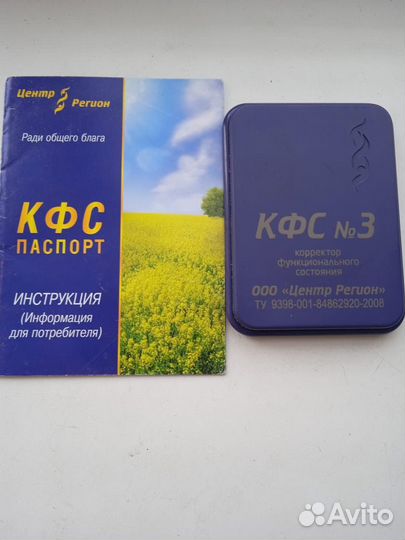 Центр Регион
Ради общего блага
КФС
ПАСПОРТ
ИНСТРУКЦИЯ
(Информация
для потребителя)
КФС №3
корректор
функционального
состояния
ООО «Центр Регион»
ТУ 9398-001-84862920-2008
Avito